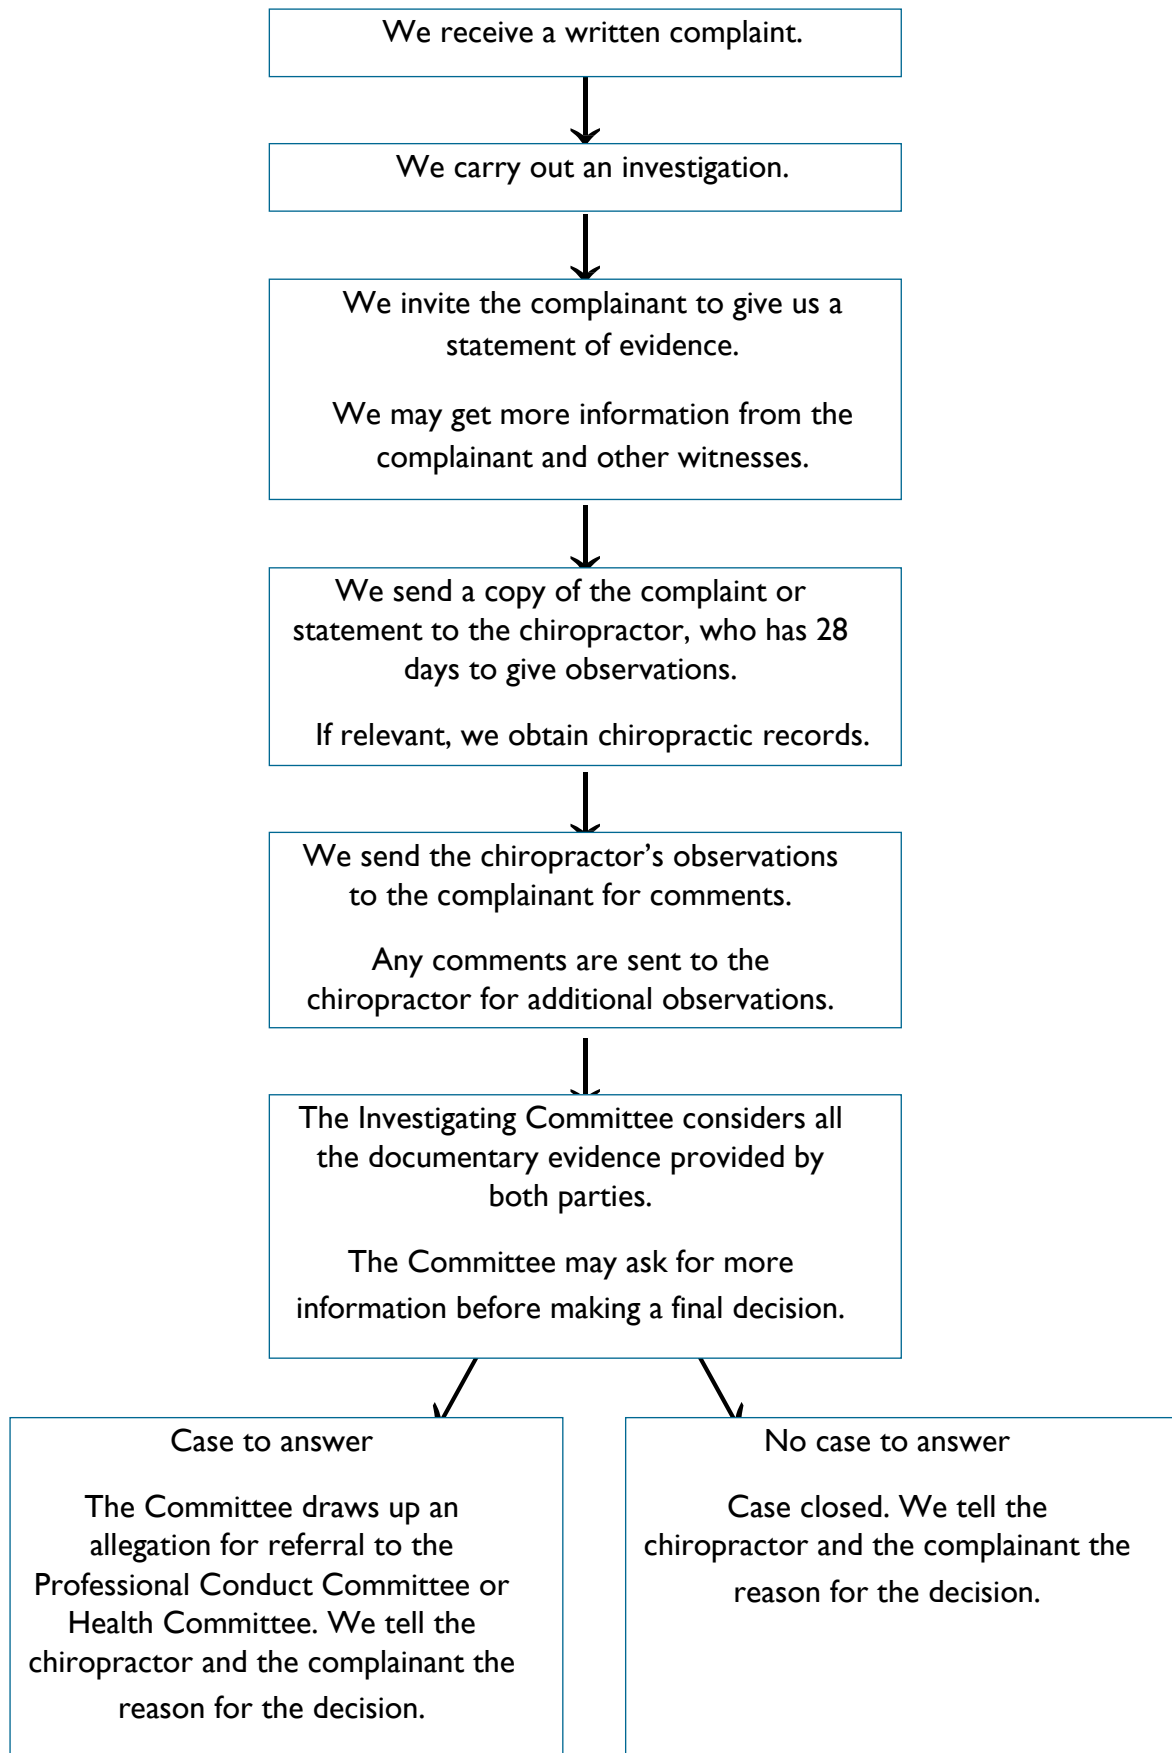 We receive a written complaint.
We carry out an investigation.
We invite the complainant to give us a
statement of evidence.
We may get more information from the
complainant and other witnesses.
We send a copy of the complaint or
statement to the chiropractor, who has 28
days to give observations.
If relevant, we obtain chiropractic records.
We send the chiropractor’s observations
to the complainant for comments.
Any comments are sent to the
chiropractor for additional observations.
The Investigating Committee considers all
the documentary evidence provided by
both parties.
The Committee may ask for more
information before making a final decision.
Case to answer
The Committee draws up an
allegation for referral to the
Professional Conduct Committee or
Health Committee. We tell the
chiropractor and the complainant the
reason for the decision.
No case to answer
Case closed. We tell the
chiropractor and the complainant the
reason for the decision.